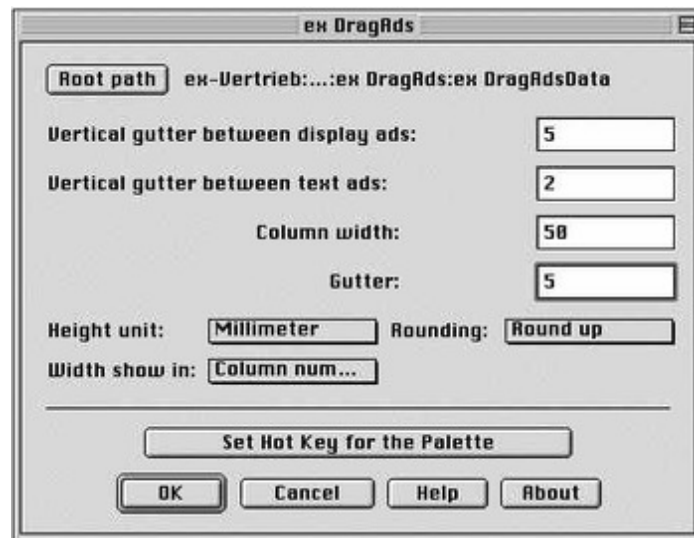 ex DragAds
Root path ex-Vertrieb:...:ex DragAds:ex DragAdsData
Vertical gutter between display ads: 5
Vertical gutter between text ads: 2
Column width: 50
Gutter: 5
Height unit: Millimeter Rounding: Round up
Width show in: Column num...
Set Hot Key for the Palette
OK Cancel Help About